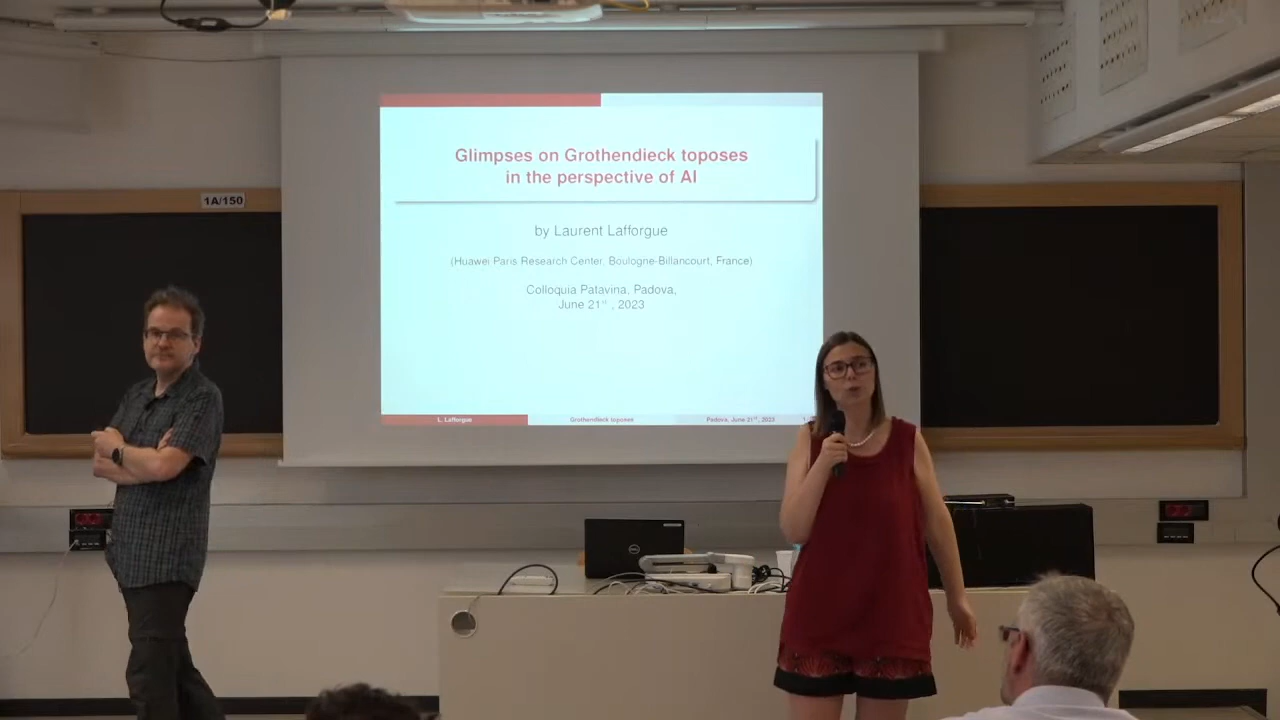 1A/150
Glimpses on Grothendieck toposes
in the perspective of AI
by Laurent Lafforgue
(Huawei Paris Research Center, Boulogne-Billancourt, France)
Colloquia Patavina, Padova,
June 21st , 2023
L. Lafforgue
Grothendieck toposes
Padova, June 21st, 2023
DELL